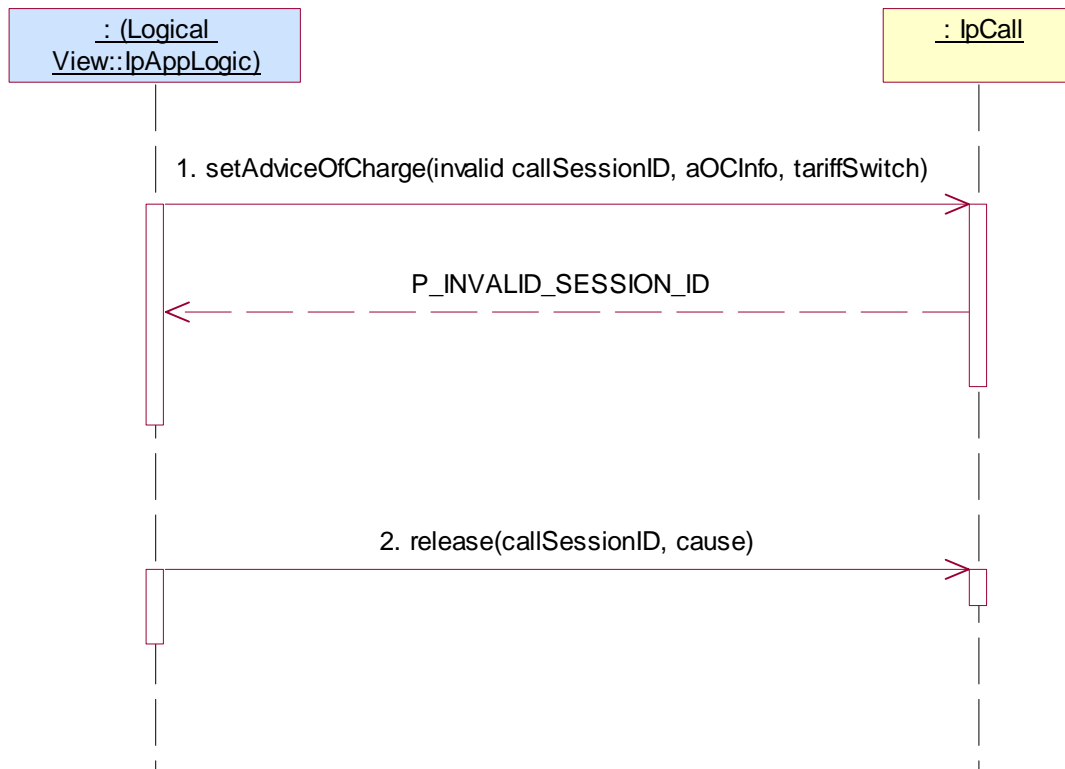 : (Logical
View::IpAppLogic)
: IpCall
1. setAdviceOfCharge(invalid callSessionID, aOCInfo, tariffSwitch)
P_INVALID_SESSION_ID
2. release(callSessionID, cause)